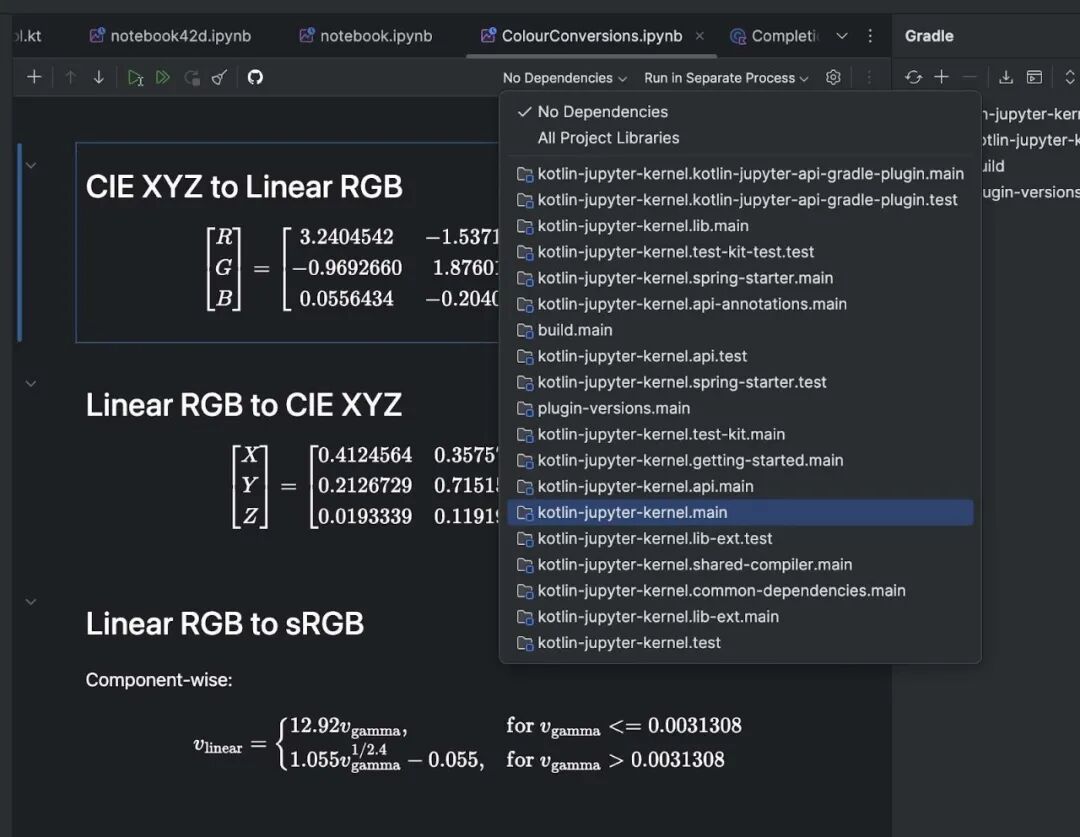 ol.kt notebook42d.ipynb notebook.ipynb ColourConversions.ipynb Completi Gradle
No Dependencies Run in Separate Process
No Dependencies
All Project Libraries
kotlin-jupyter-kernel.kotlin-jupyter-api-gradle-plugin.main
kotlin-jupyter-kernel.kotlin-jupyter-api-gradle-plugin.test
kotlin-jupyter-kernel.lib.main
kotlin-jupyter-kernel.test-kit-test.test
kotlin-jupyter-kernel.spring-starter.main
kotlin-jupyter-kernel.api-annotations.main
build.main
kotlin-jupyter-kernel.api.test
kotlin-jupyter-kernel.spring-starter.test
plugin-versions.main
kotlin-jupyter-kernel.test-kit.main
kotlin-jupyter-kernel.getting-started.main
kotlin-jupyter-kernel.api.main
kotlin-jupyter-kernel.main
kotlin-jupyter-kernel.lib-ext.test
kotlin-jupyter-kernel.shared-compiler.main
kotlin-jupyter-kernel.common-dependencies.main
kotlin-jupyter-kernel.lib-ext.main
kotlin-jupyter-kernel.test
n-jupyter-ker
otlin-jupyter-k
uild
ugin-versions
CIE XYZ to Linear RGB
R 3.2404542 −1.5371
G = −0.9692660 1.8760
B 0.0556434 −0.2040
Linear RGB to CIE XYZ
X 0.4124564 0.3575
Y = 0.2126729 0.7151
Z 0.0193339 0.1191
Linear RGB to sRGB
Component-wise:
v_linear = { 12.92v_gamma, for v_gamma <= 0.0031308
1.055v_gamma^1/2.4 − 0.055, for v_gamma > 0.0031308